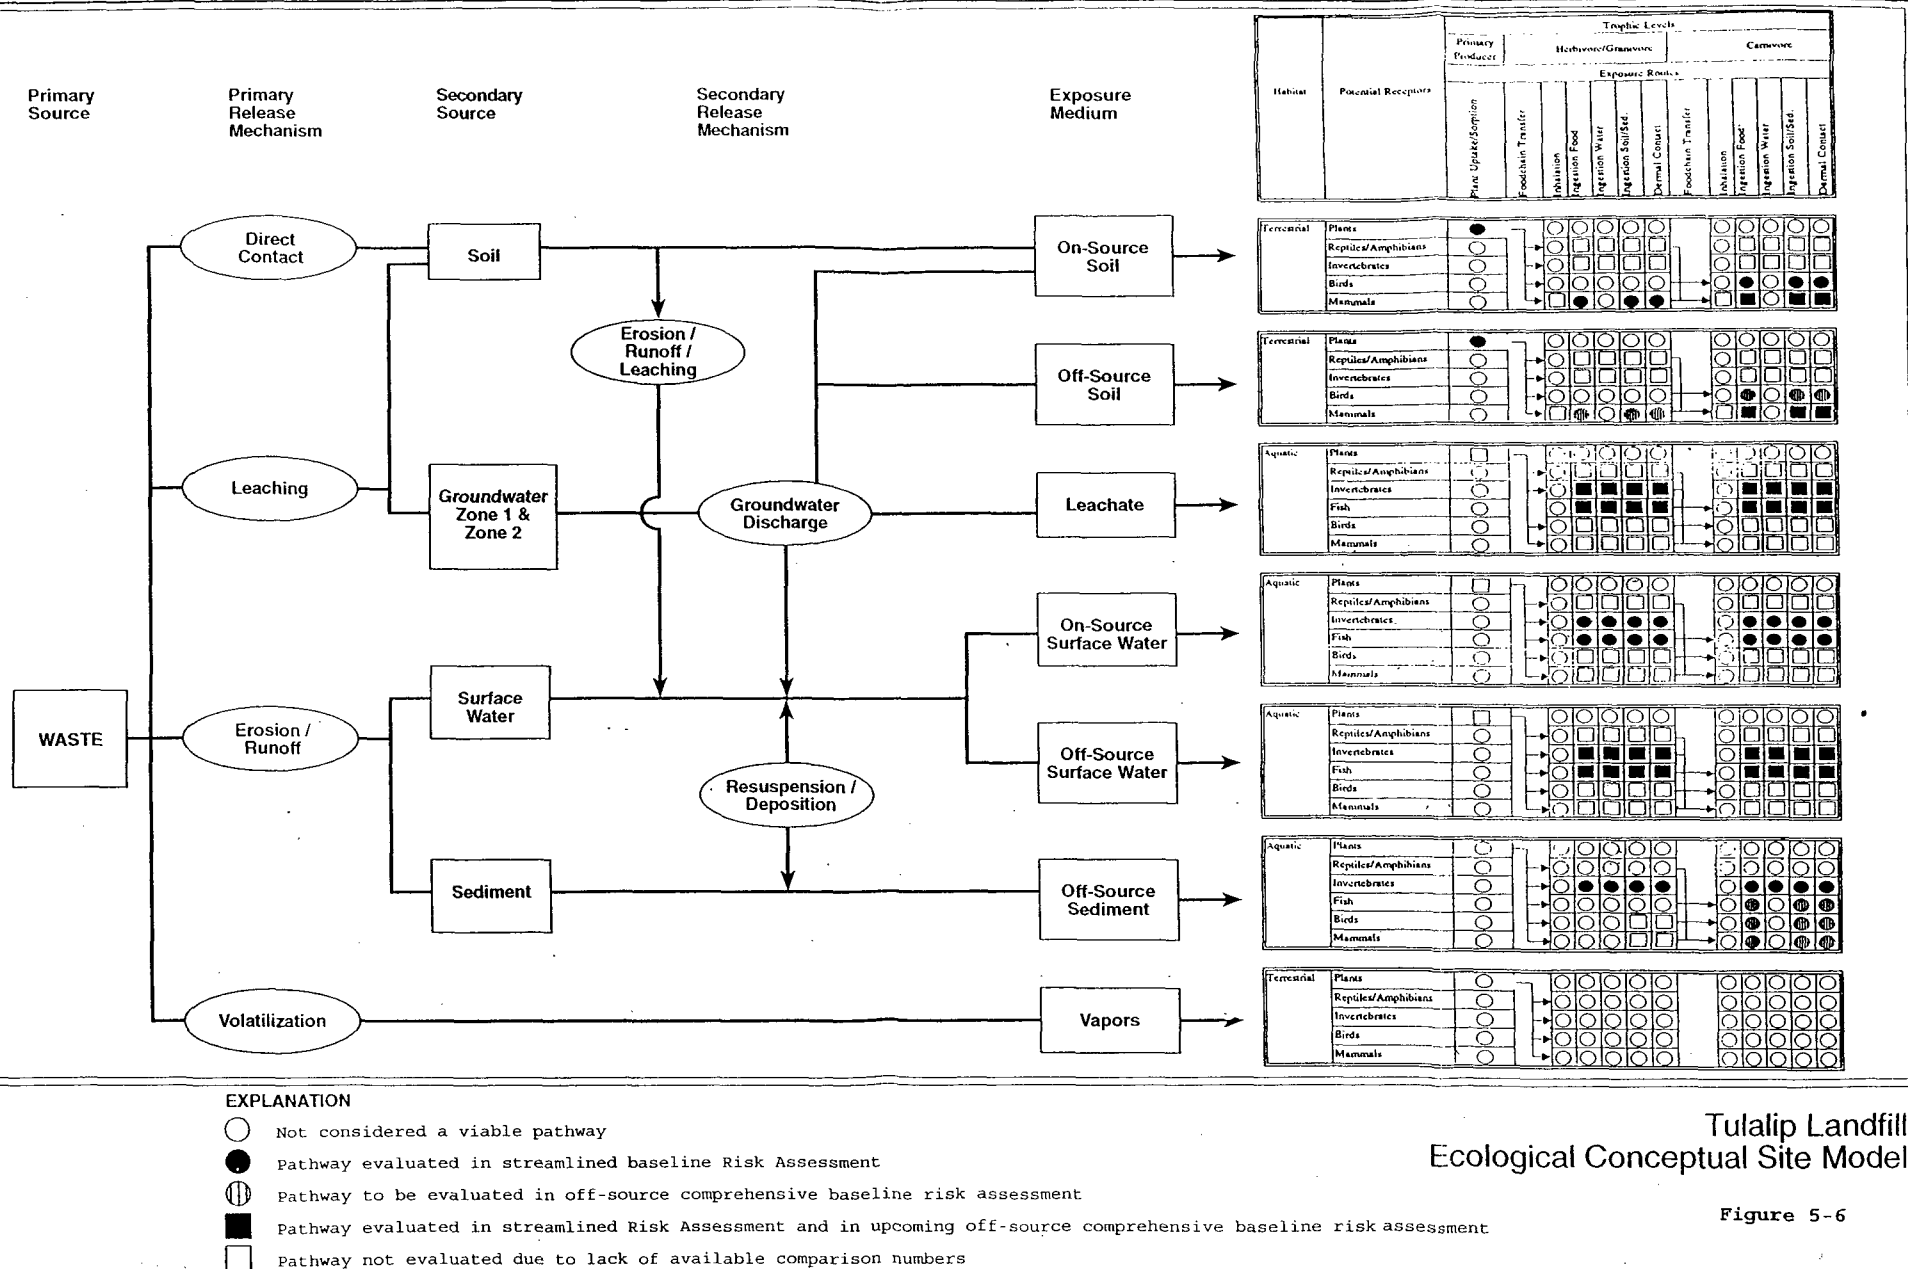 Primary
Source
Primary
Release
Mechanism
Secondary
Source
Secondary
Release
Mechanism
Exposure
Medium
Habitat
Potential Receptors
Trophic Levels
Primary
Producer
Herbivore/Granivore
Carnivore
Exposure Routes
Plant Uptake/Sorption
Foodchain Transfer
Inhalation
Ingestion Food
Ingestion Water
Ingestion Soil/Sed.
Dermal Contact
Foodchain Transfer
Inhalation
Ingestion Food
Ingestion Water
Ingestion Soil/Sed.
Dermal Contact
WASTE
Direct
Contact
Leaching
Erosion /
Runoff
Volatilization
Soil
Groundwater
Zone 1 &
Zone 2
Surface
Water
Sediment
Erosion /
Runoff /
Leaching
Groundwater
Discharge
Resuspension /
Deposition
On-Source
Soil
Terrestrial
Plants
Reptiles/Amphibians
Invertebrates
Birds
Mammals
Off-Source
Soil
Terrestrial
Plants
Reptiles/Amphibians
Invertebrates
Birds
Mammals
Leachate
Aquatic
Plants
Reptiles/Amphibians
Invertebrates
Fish
Birds
Mammals
On-Source
Surface Water
Aquatic
Plants
Reptiles/Amphibians
Invertebrates
Fish
Birds
Mammals
Off-Source
Surface Water
Aquatic
Plants
Reptiles/Amphibians
Invertebrates
Fish
Birds
Mammals
Off-Source
Sediment
Aquatic
Plants
Reptiles/Amphibians
Invertebrates
Fish
Birds
Mammals
Vapors
Terrestrial
Plants
Reptiles/Amphibians
Invertebrates
Birds
Mammals
EXPLANATION
Not considered a viable pathway
Pathway evaluated in streamlined baseline Risk Assessment
Pathway to be evaluated in off-source comprehensive baseline risk assessment
Pathway evaluated in streamlined Risk Assessment and in upcoming off-source comprehensive baseline risk assessment
Pathway not evaluated due to lack of available comparison numbers
Tulalip Landfill
Ecological Conceptual Site Model
Figure 5-6